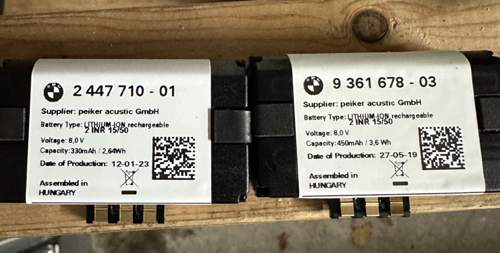 2 447 710 - 01
Supplier: peiker acustic GmbH
Battery Type: LITHIUM-ION rechargeable
2 INR 15/50
Voltage: 8,0 V
Capacity: 330mAh / 2,64Wh
Date of Production: 12-01-23
Assembled in
HUNGARY
9 361 678 - 03
Supplier: peiker acustic GmbH
Battery Type: LITHIUM-ION rechargeable
2 INR 15/50
Voltage: 8,0 V
Capacity: 450mAh / 3,6 Wh
Date of Production: 27-05-19
Assembled in
HUNGARY